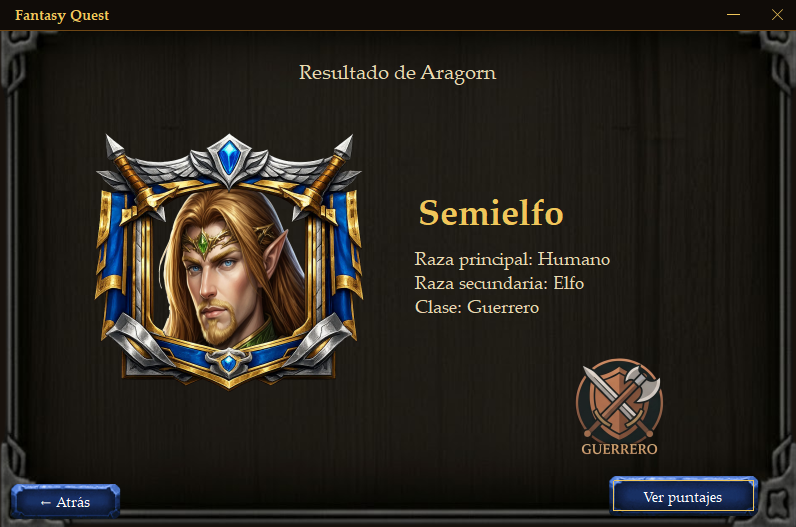 Fantasy Quest
Resultado de Aragorn
Semielfo
Raza principal: Humano
Raza secundaria: Elfo
Clase: Guerrero
GUERRERO
← Atrás
Ver puntajes